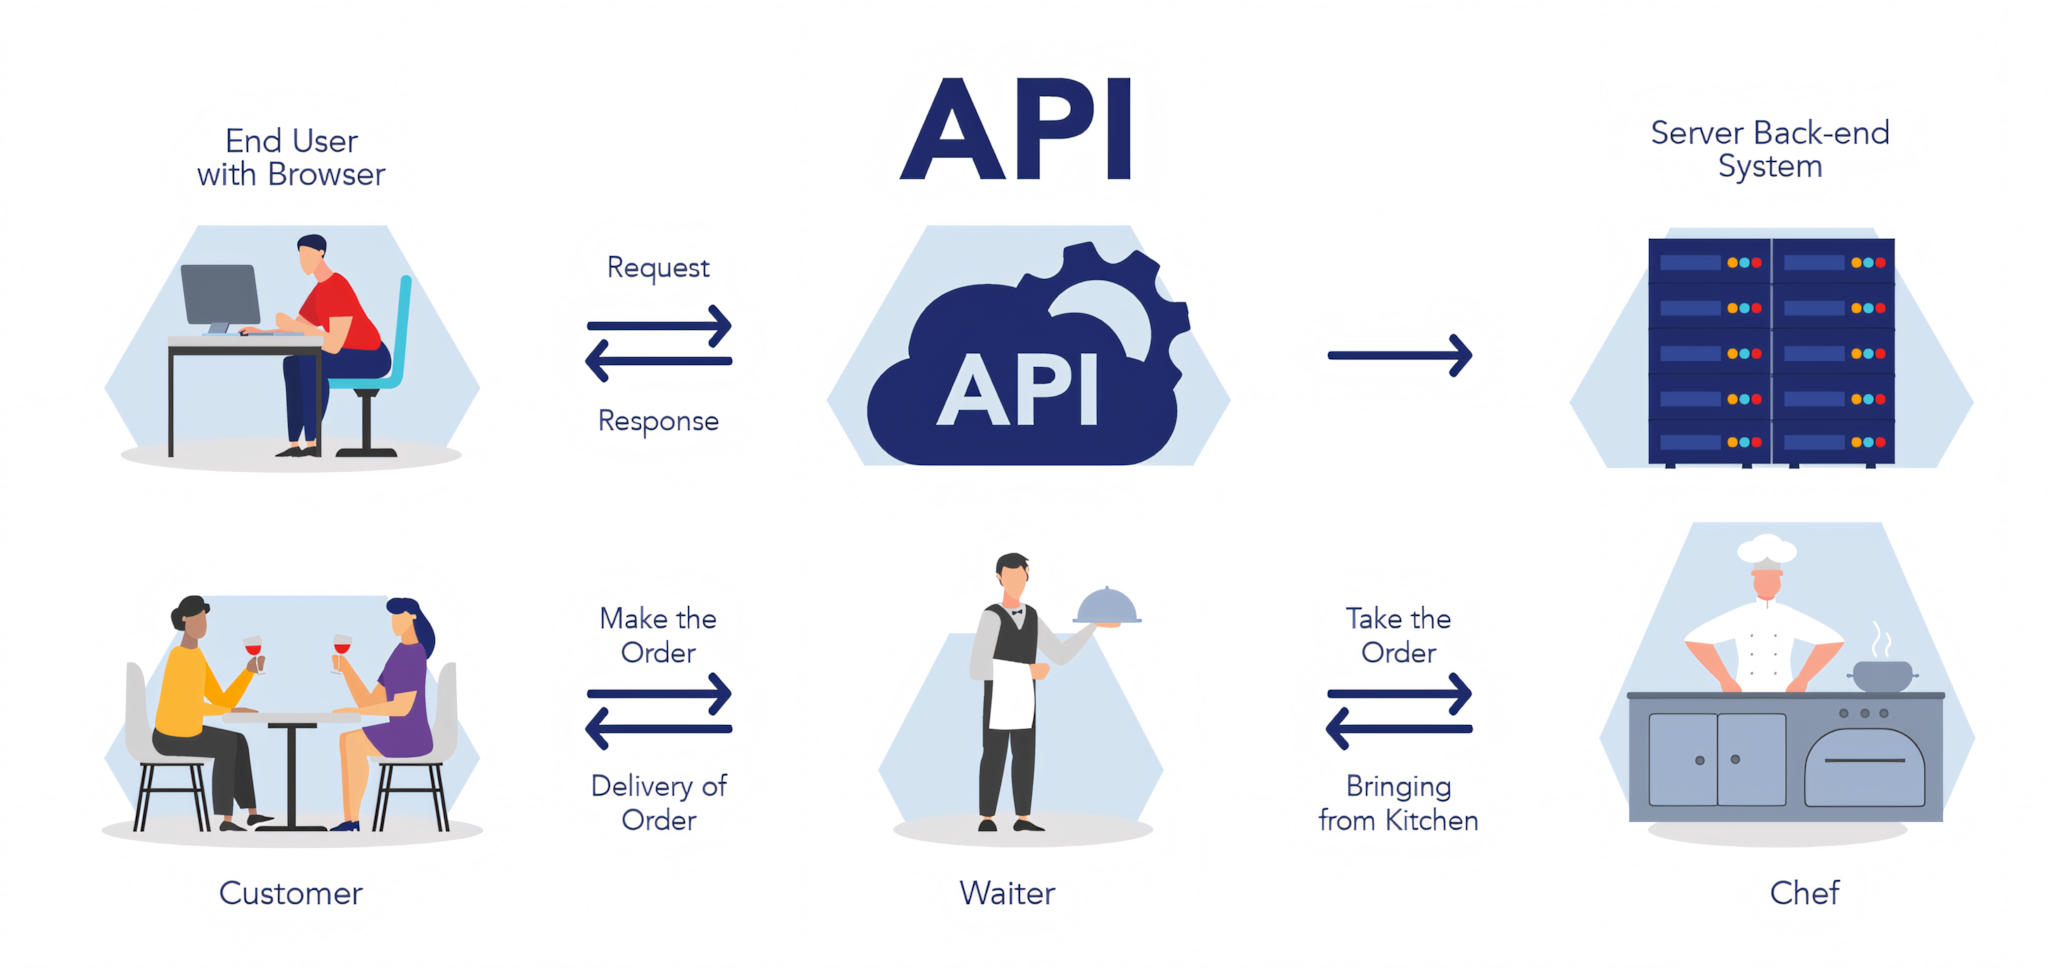 API
End User
with Browser
Server Back-end
System
Request
Response
API
Make the
Order
Delivery of
Order
Take the
Order
Bringing
from Kitchen
Customer
Waiter
Chef